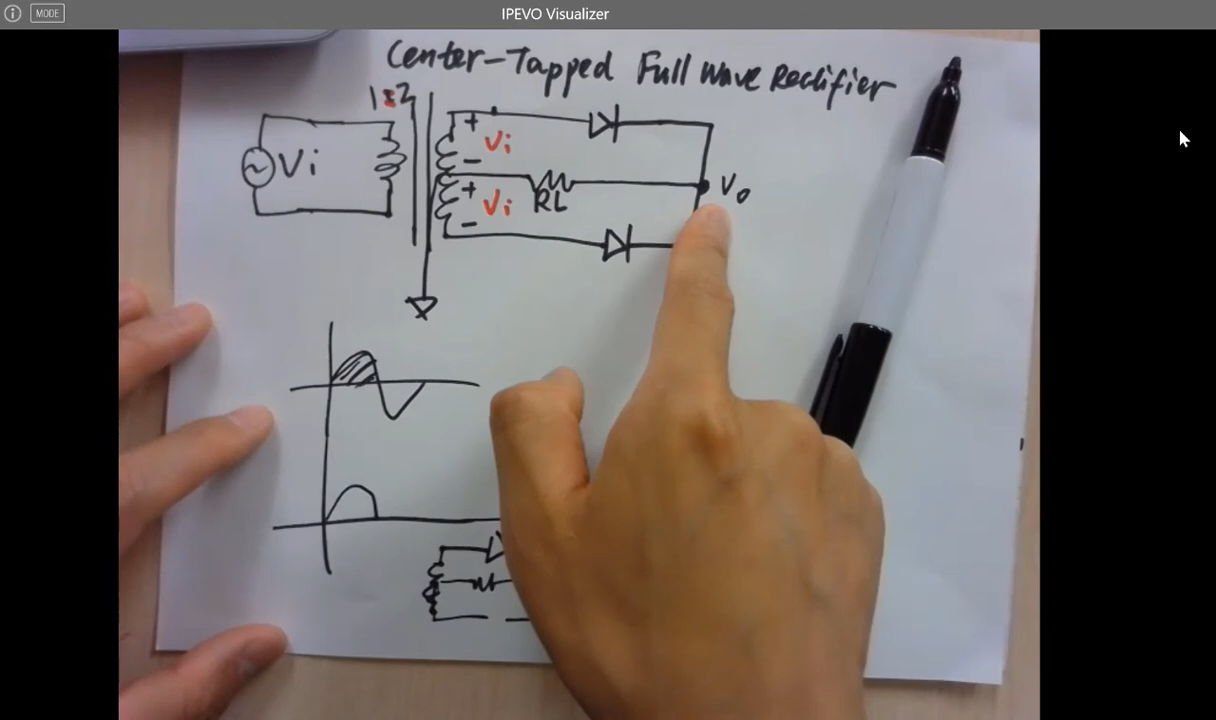 MODE
IPEVO Visualizer
Center-Tapped Full Wave Rectifier
1:2
+
Vi
Vi
-
+
Vi
RL
Vo
-